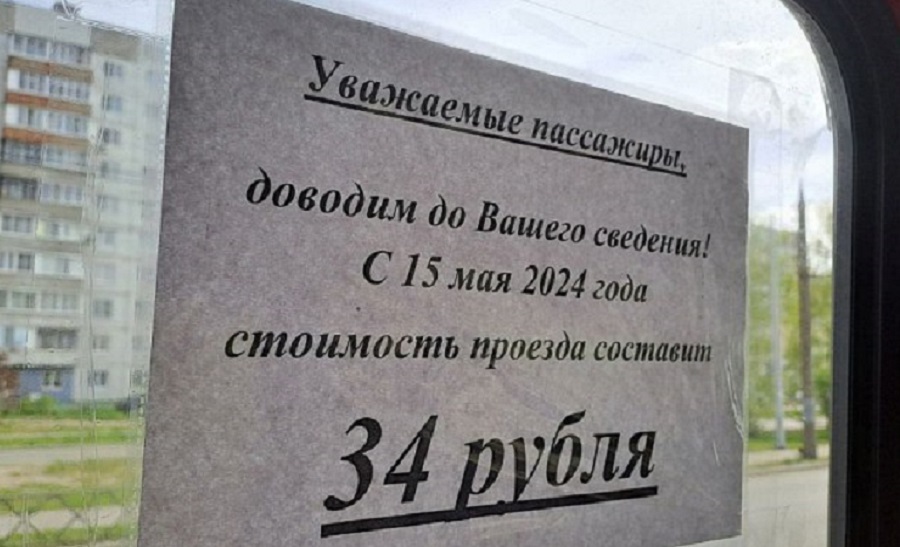 Уважаемые пассажиры,
доводим до Вашего сведения!
С 15 мая 2024 года
стоимость проезда составит
34 рубля